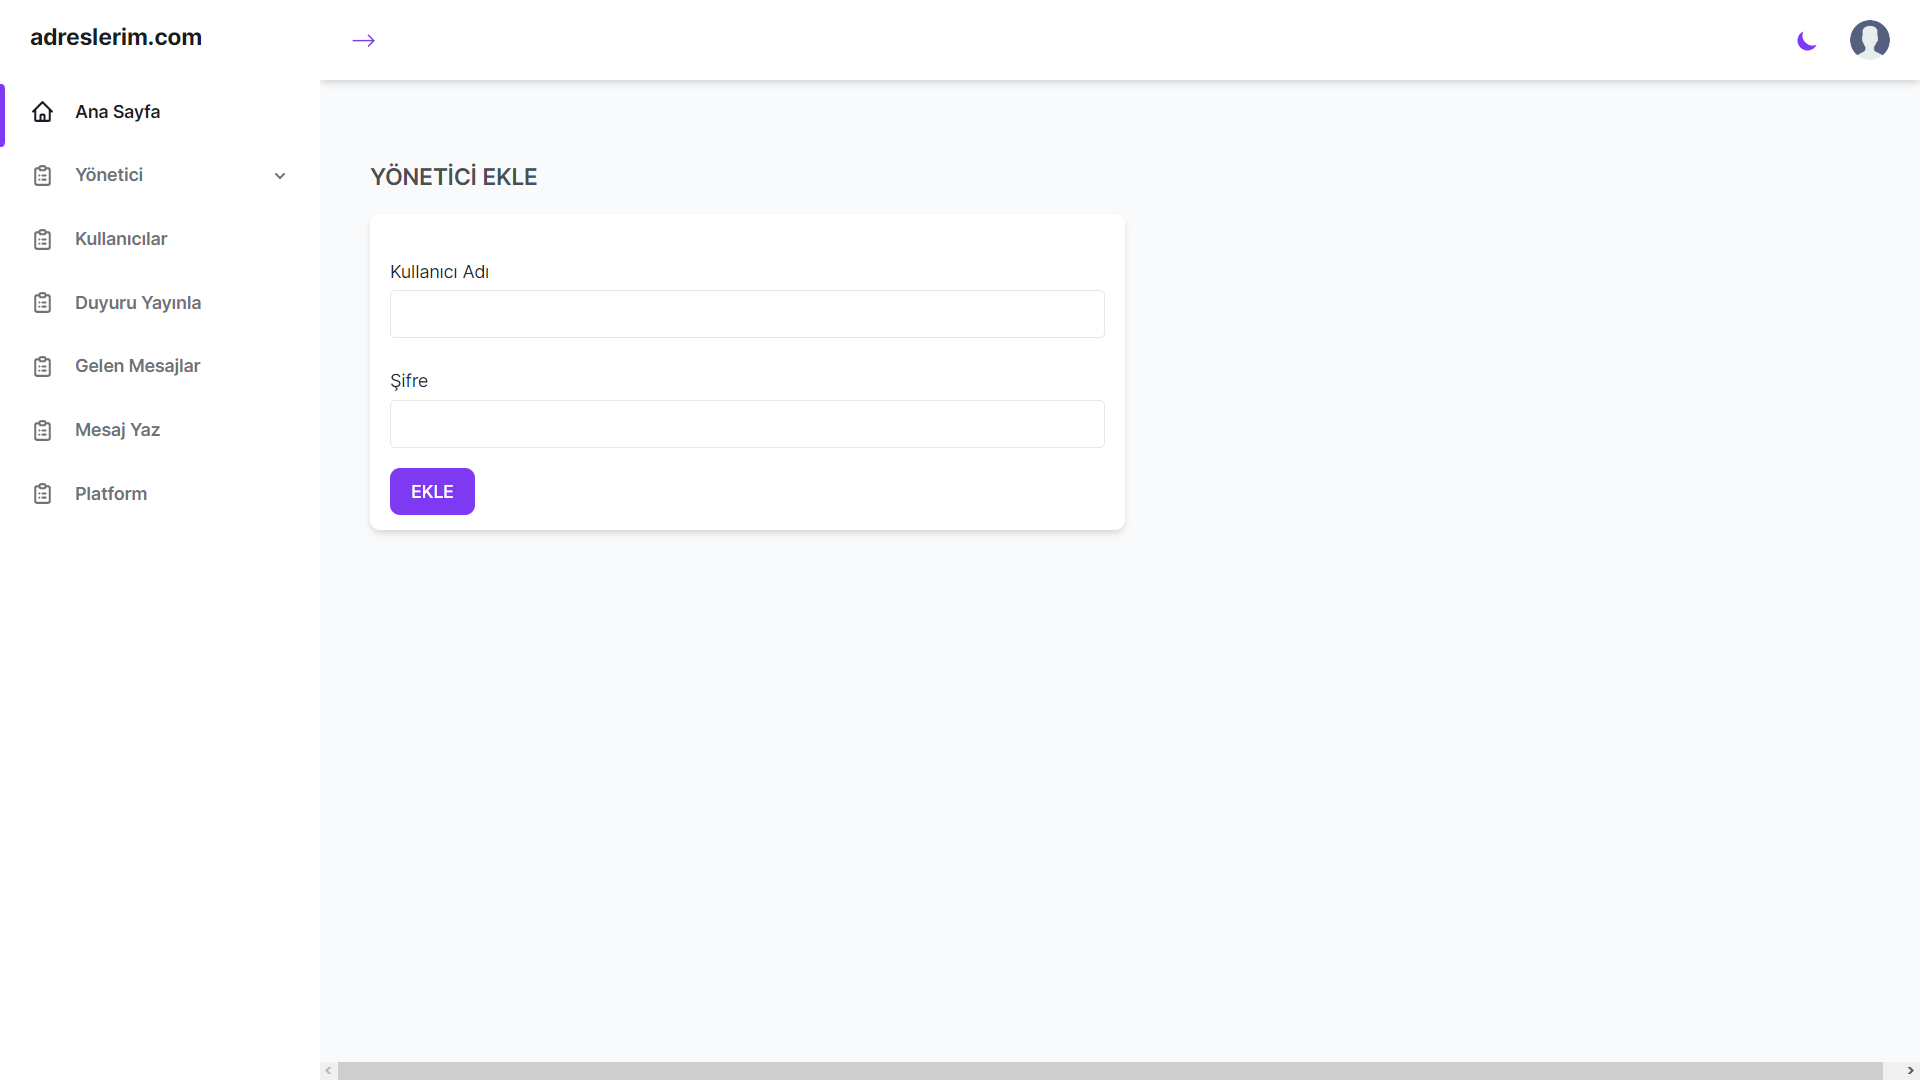 adreslerim.com
Ana Sayfa
Yönetici
Kullanıcılar
Duyuru Yayınla
Gelen Mesajlar
Mesaj Yaz
Platform
YÖNETİCİ EKLE
Kullanıcı Adı
Şifre
EKLE